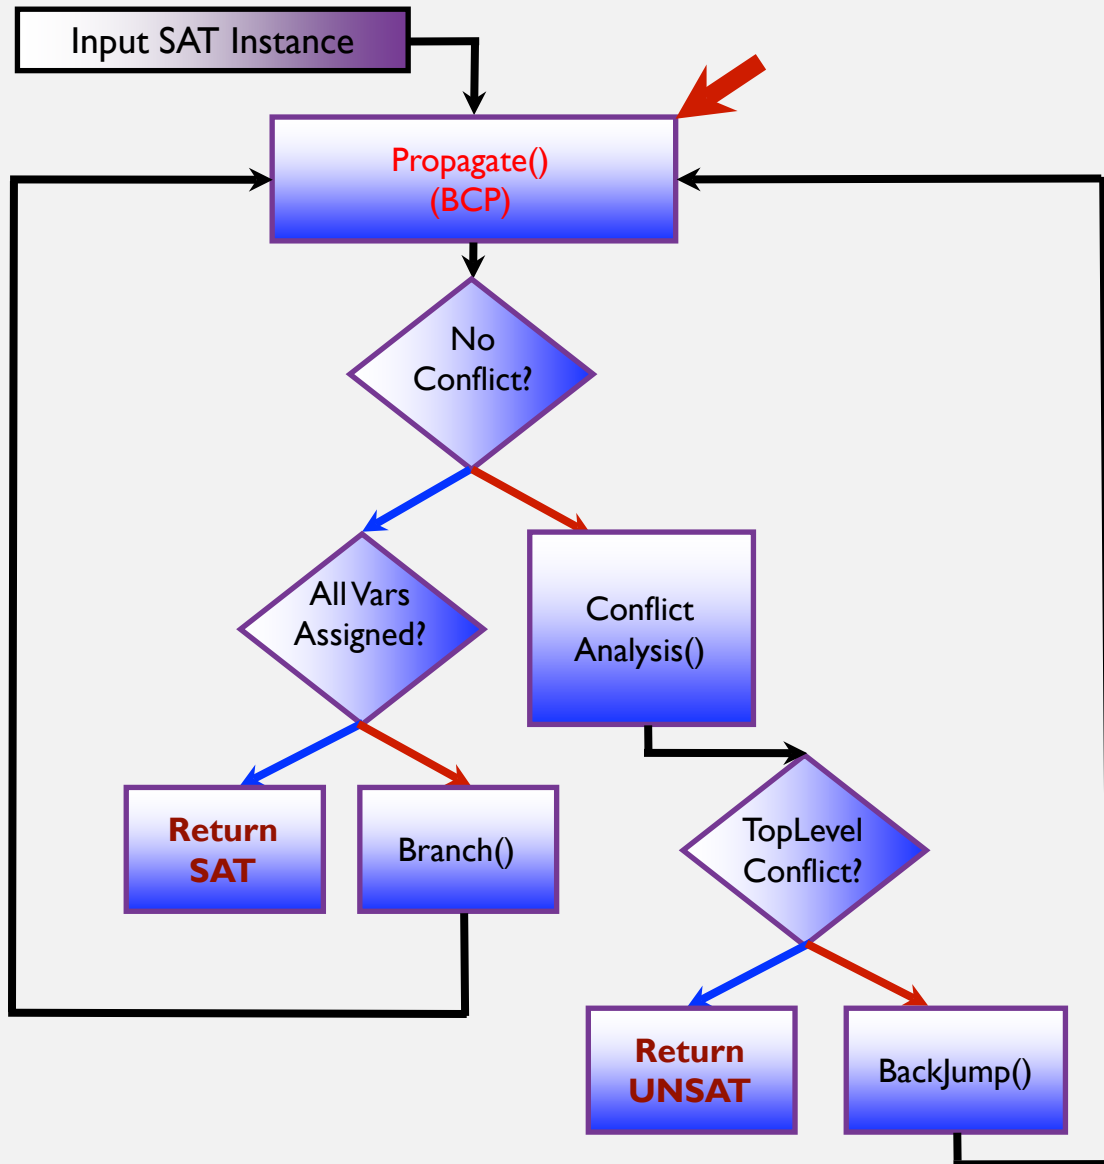 Input SAT Instance
Propagate()
(BCP)
No
Conflict?
All Vars
Assigned?
Conflict
Analysis()
Return
SAT
Branch()
TopLevel
Conflict?
Return
UNSAT
BackJump()